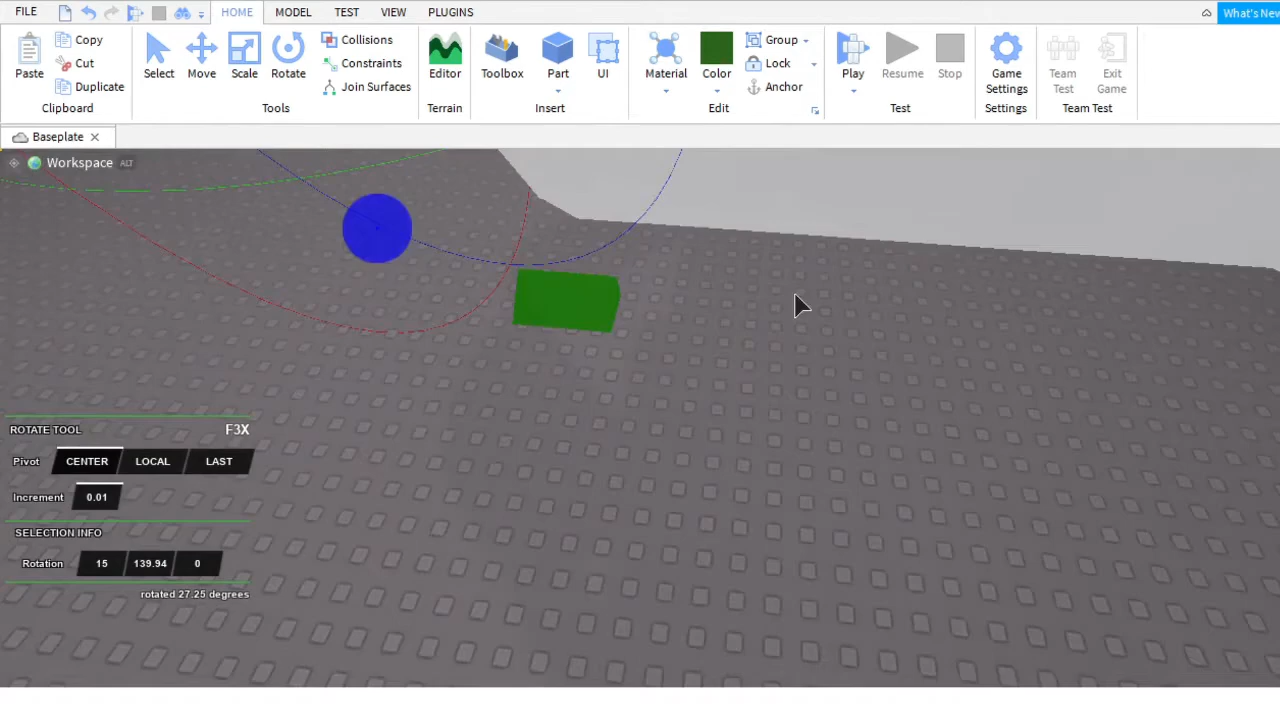 FILE HOME MODEL TEST VIEW PLUGINS What's New
Paste Copy Cut Duplicate Clipboard
Select Move Scale Rotate Collisions Constraints Join Surfaces Tools
Editor Terrain
Toolbox Part UI Insert
Material Color Group Lock Anchor Edit
Play Resume Stop Test
Game Settings Settings
Team Test Exit Game Team Test
Baseplate
Workspace ALT
ROTATE TOOL F3X
Pivot CENTER LOCAL LAST
Increment 0.01
SELECTION INFO
Rotation 15 139.94 0
rotated 27.25 degrees